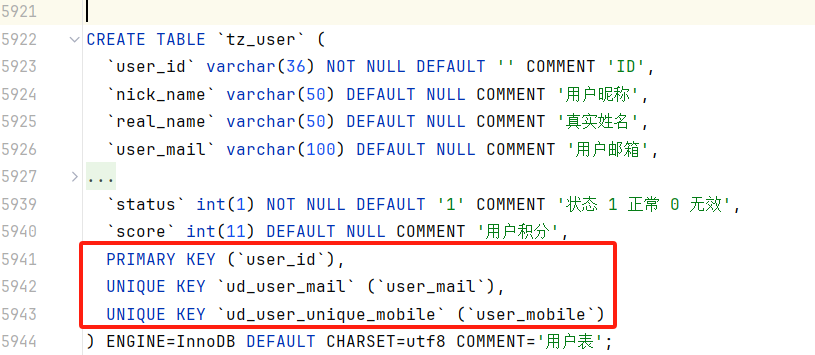 5921
5922 CREATE TABLE `tz_user` (
5923 `user_id` varchar(36) NOT NULL DEFAULT '' COMMENT 'ID',
5924 `nick_name` varchar(50) DEFAULT NULL COMMENT '用户昵称',
5925 `real_name` varchar(50) DEFAULT NULL COMMENT '真实姓名',
5926 `user_mail` varchar(100) DEFAULT NULL COMMENT '用户邮箱',
5927 ...
5939 `status` int(1) NOT NULL DEFAULT '1' COMMENT '状态 1 正常 0 无效',
5940 `score` int(11) DEFAULT NULL COMMENT '用户积分',
5941 PRIMARY KEY (`user_id`),
5942 UNIQUE KEY `ud_user_mail` (`user_mail`),
5943 UNIQUE KEY `ud_user_unique_mobile` (`user_mobile`)
5944 ) ENGINE=InnoDB DEFAULT CHARSET=utf8 COMMENT='用户表';